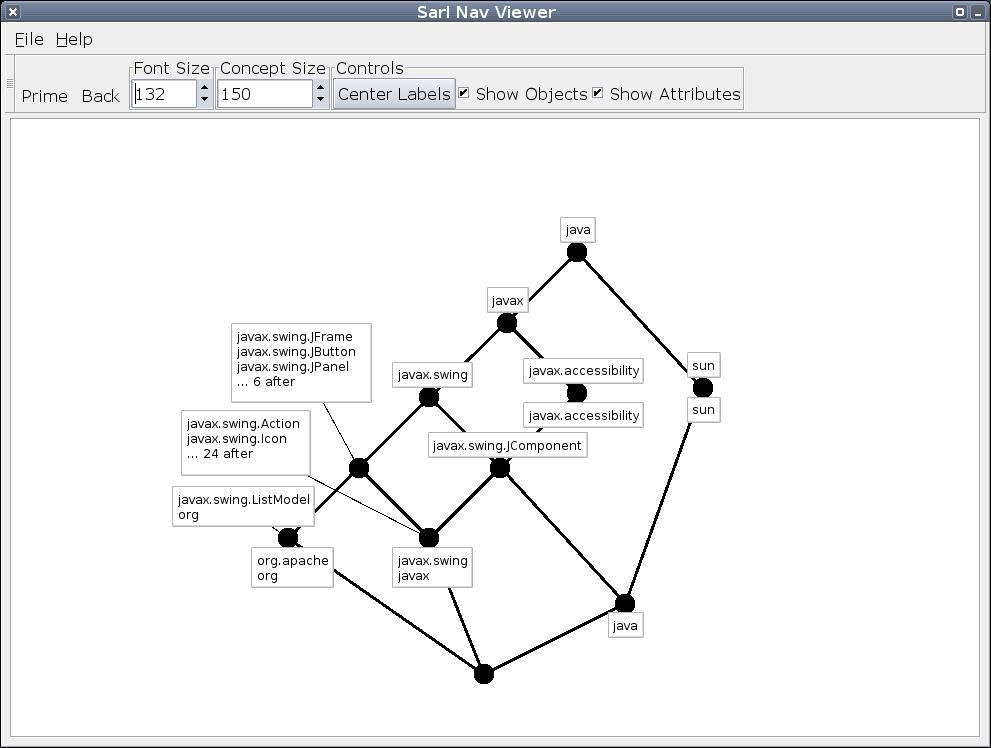 Sarl Nav Viewer
File Help
Font Size Concept Size Controls
Prime Back 132 150 Center Labels Show Objects Show Attributes
java
javax
javax.swing.JFrame
javax.swing.JButton
javax.swing.JPanel
... 6 after
javax.swing
javax.accessibility
sun
javax.accessibility
sun
javax.swing.Action
javax.swing.Icon
... 24 after
javax.swing.JComponent
javax.swing.ListModel
org
org.apache
org
javax.swing
javax
java